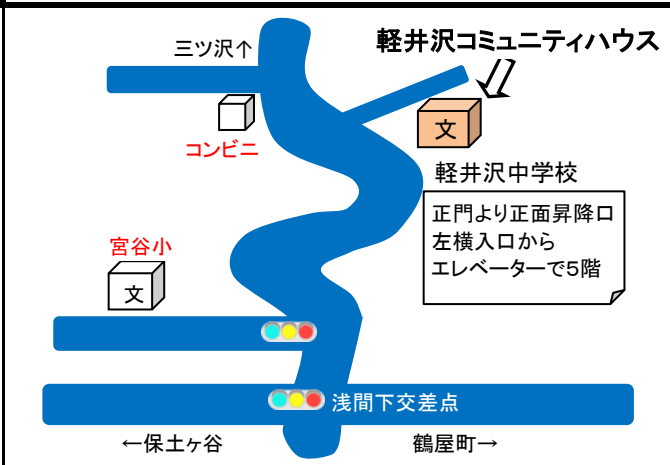 三ツ沢↑
軽井沢コミュニティハウス
コンビニ
文
軽井沢中学校
正門より正面昇降口
左横入口から
エレベーターで5階
宮谷小
文
浅間下交差点
←保土ヶ谷
鶴屋町→